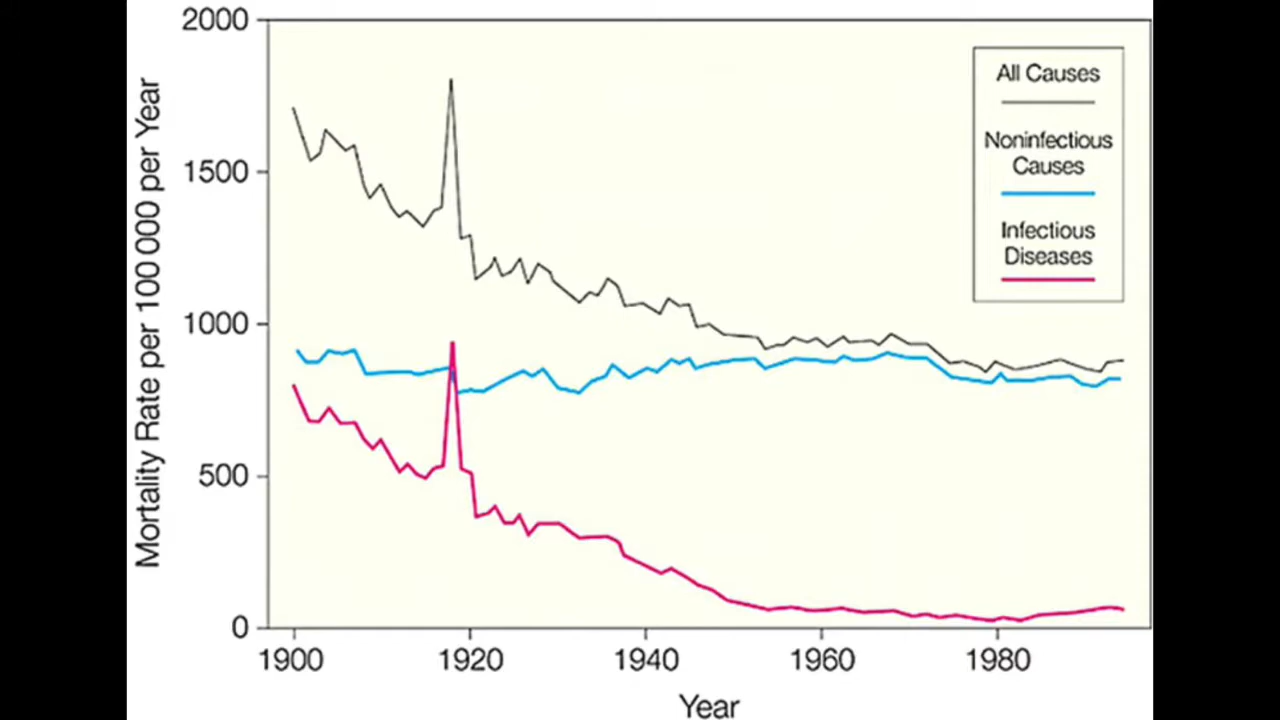 2000
1500
1000
500
0
Mortality Rate per 100 000 per Year
All Causes
Noninfectious
Causes
Infectious
Diseases
1900 1920 1940 1960 1980
Year